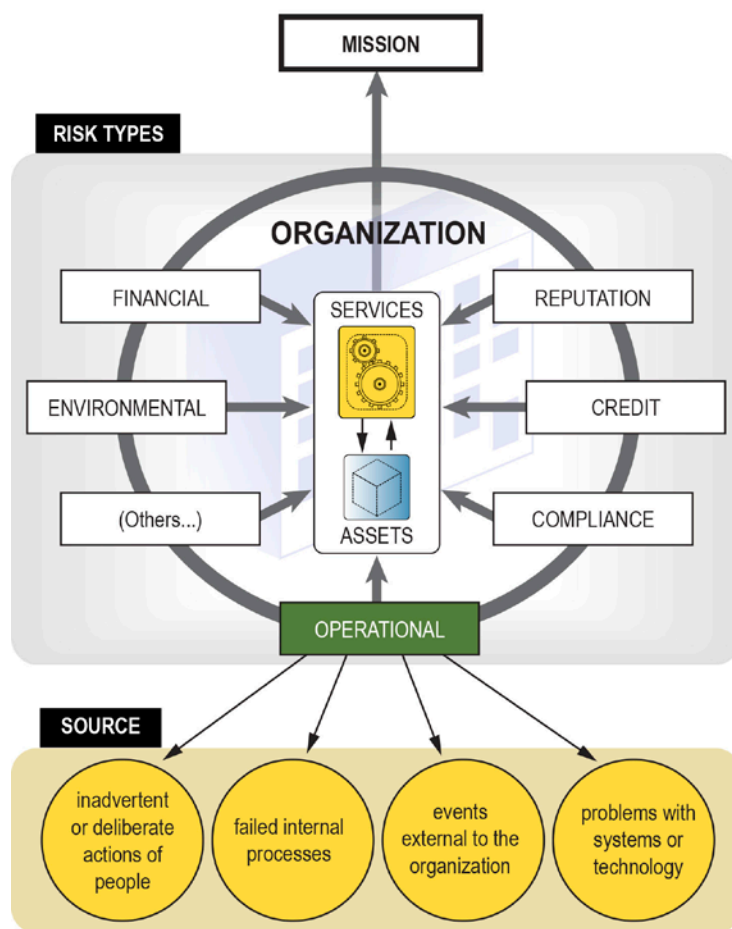 MISSION
RISK TYPES
ORGANIZATION
FINANCIAL
SERVICES
REPUTATION
ENVIRONMENTAL
CREDIT
(Others...)
ASSETS
COMPLIANCE
OPERATIONAL
SOURCE
inadvertent
or deliberate
actions of
people
failed internal
processes
events
external to the
organization
problems with
systems or
technology